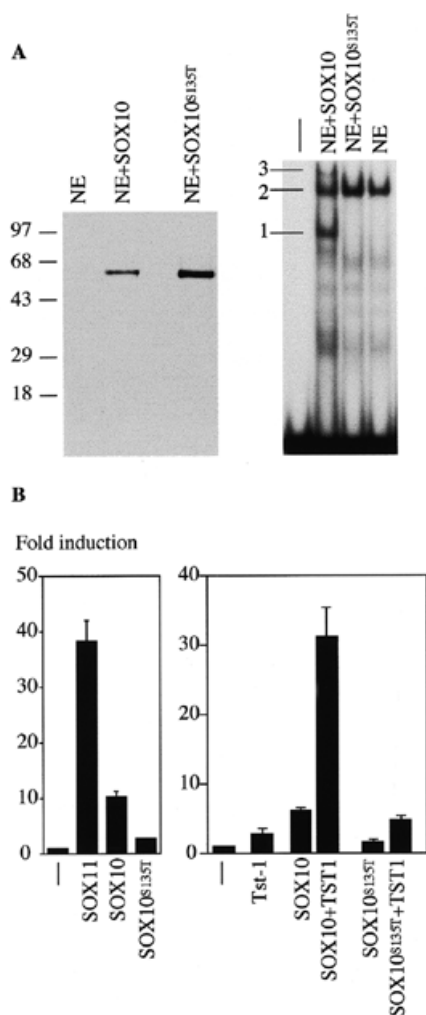 A
NE
NE+SOX10
NE+SOX10S135T
97
68
43
29
18
—
NE+SOX10
NE+SOX10S135T
NE
3
2
1
B
Fold induction
50
40
30
20
10
0
—
SOX11
SOX10
SOX10S135T
40
30
20
10
0
—
Tst-1
SOX10
SOX10+TST1
SOX10S135T
SOX10S135T+TST1